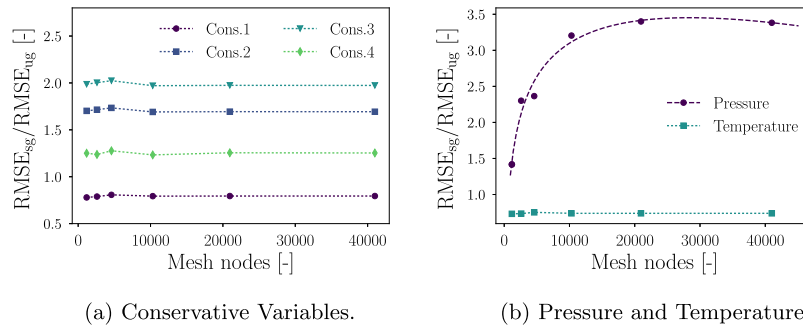 Cons.1
Cons.2
Cons.3
Cons.4
2.5
2.0
1.5
1.0
0.5
RMSE_sg/RMSE_ug [-]
0 10000 20000 30000 40000
Mesh nodes [-]
(a) Conservative Variables.
3.5
3.0
2.5
2.0
1.5
1.0
RMSE_sg/RMSE_ug [-]
Pressure
Temperature
0 10000 20000 30000 40000
Mesh nodes [-]
(b) Pressure and Temperature